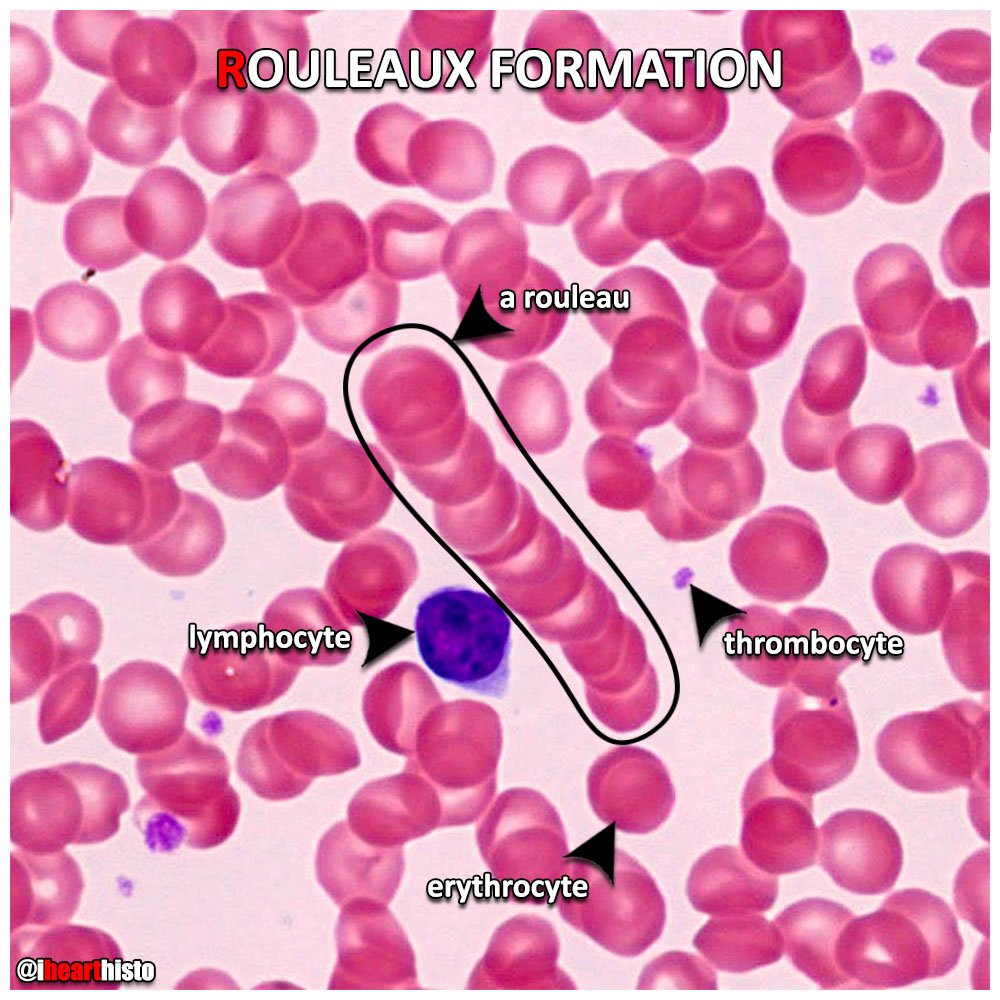 ROULEAUX FORMATION
a rouleau
lymphocyte
thrombocyte
erythrocyte
@ihearthisto